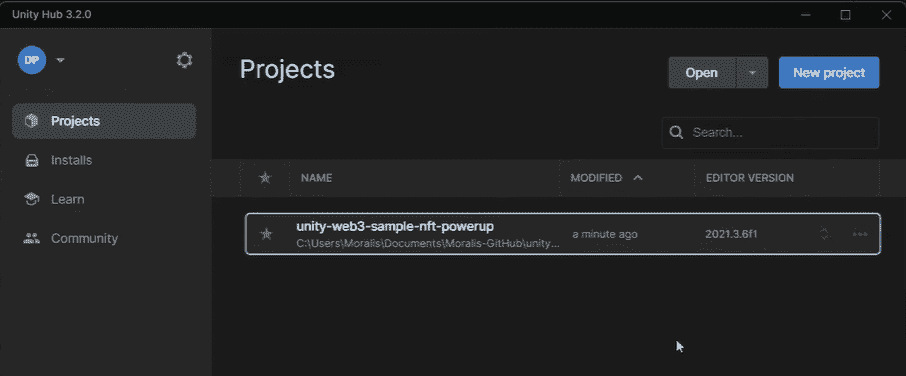 Unity Hub 3.2.0
DP
Projects
Open
New project
Projects
Installs
Learn
Community
Search...
NAME
MODIFIED
EDITOR VERSION
unity-web3-sample-nft-powerup
C:\Users\Moralis\Documents\Moralis-GitHub\unity...
a minute ago
2021.3.6f1